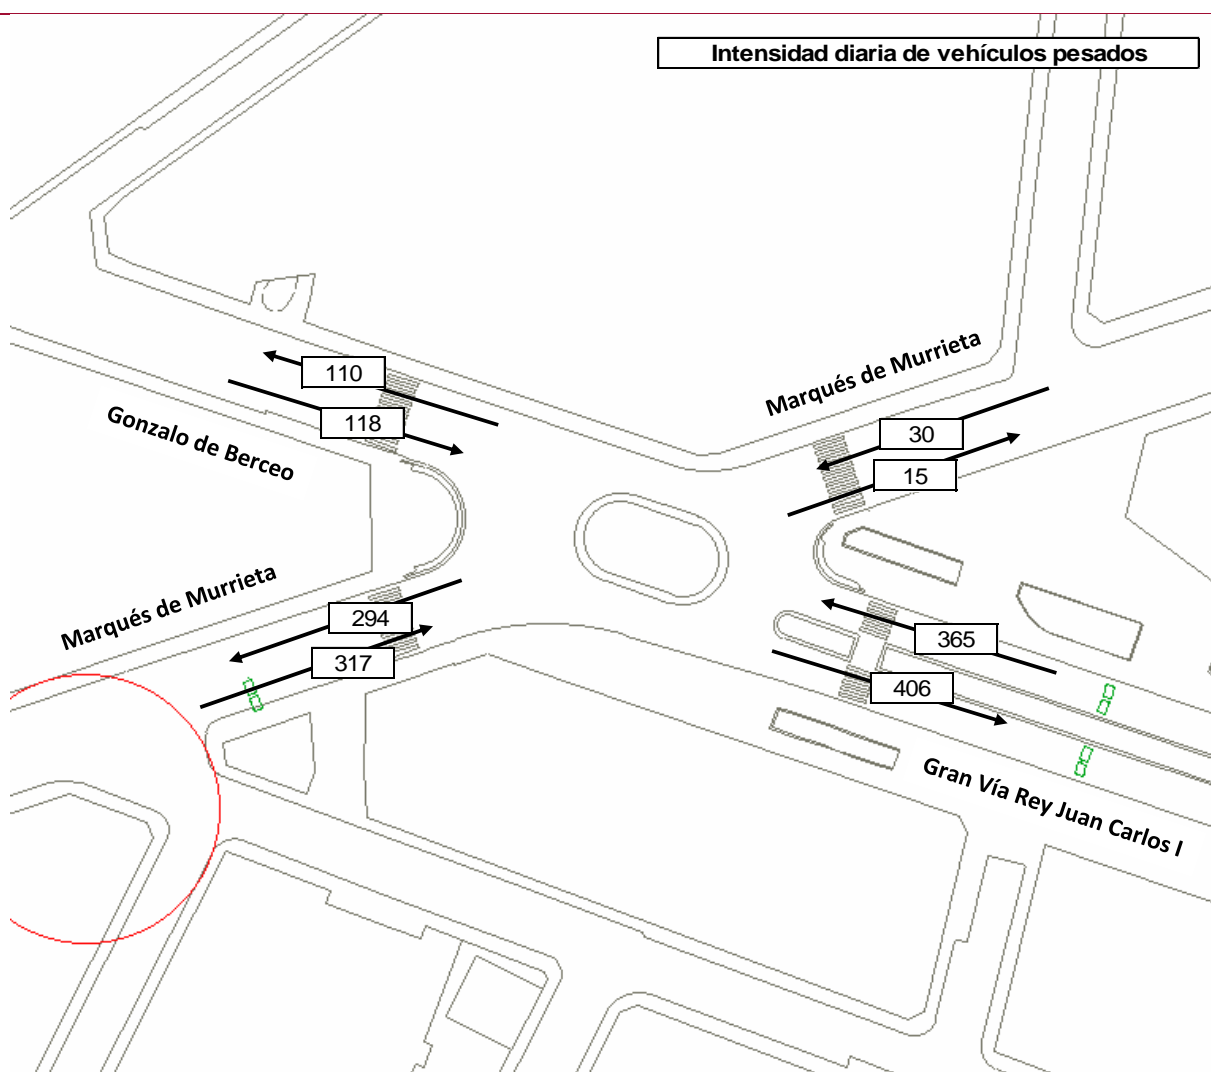 Intensidad diaria de vehículos pesados
Marqués de Murrieta
110
118
Gonzalo de Berceo
30
15
Marqués de Murrieta
294
317
365
406
Gran Vía Rey Juan Carlos I